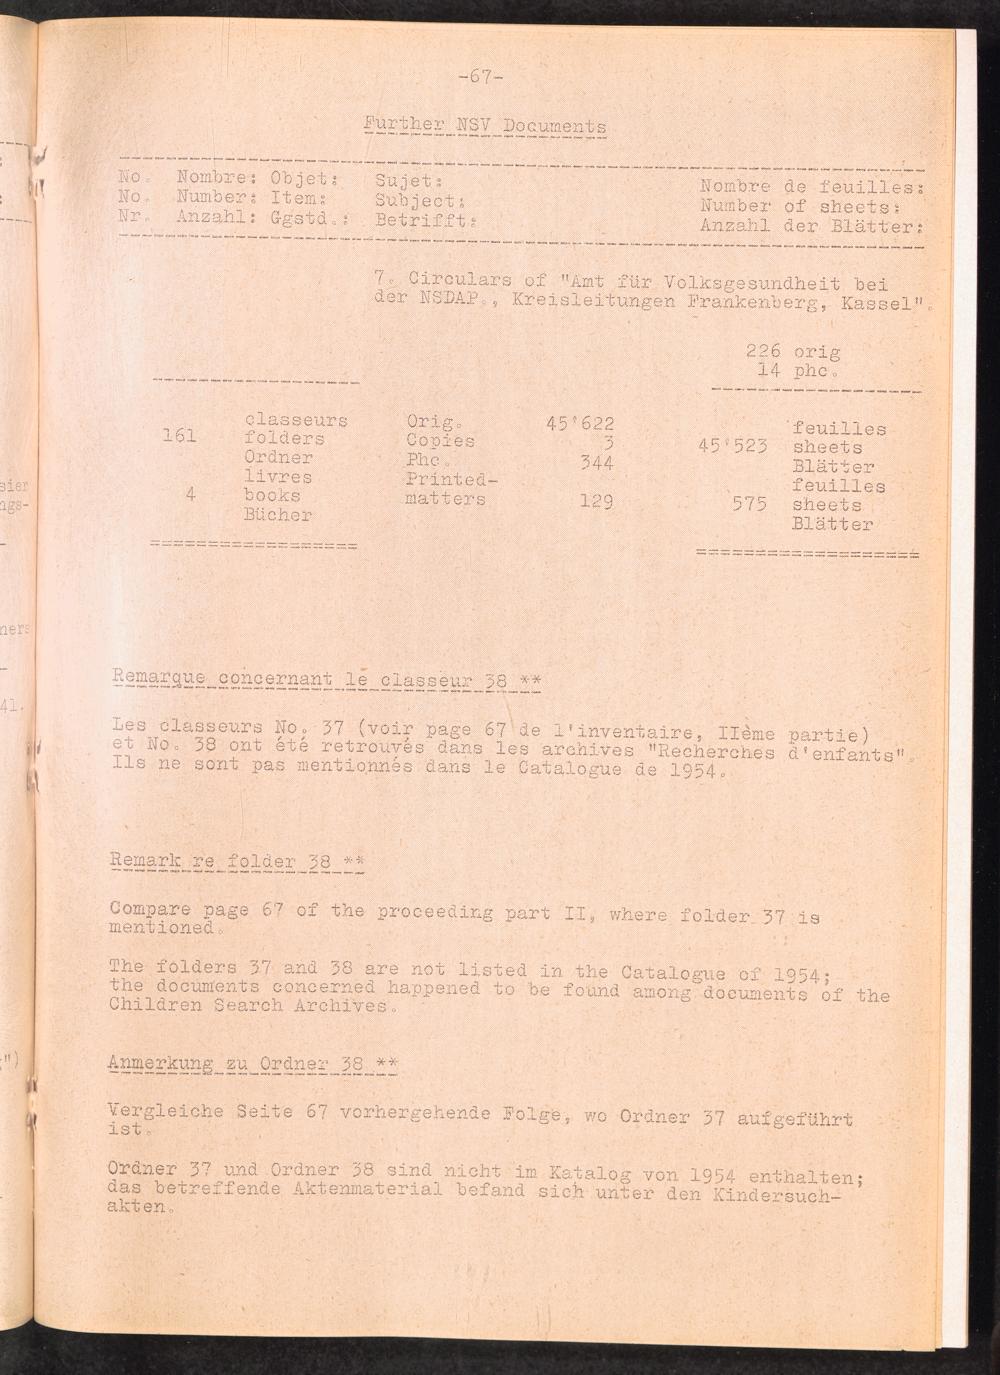 -67-
Further NSV Documents
No. Nombre: Objet: Sujet: Nombre de feuilles:
No. Number: Item: Subject: Number of sheets:
Nr. Anzahl: Ggstd.: Betrifft: Anzahl der Blätter:
7. Circulars of "Amt für Volksgesundheit bei
der NSDAP., Kreisleitungen Frankenberg, Kassel".
226 orig
14 phc.
classeurs Orig. 45'622 feuilles
161 folders Copies 3 45'523 sheets
Ordner Phc. 344 Blätter
livres Printed- feuilles
4 books matters 129 575 sheets
Bücher Blätter
Remarque concernant le classeur 38 **
Les classeurs No. 37 (voir page 67 de l'inventaire, IIème partie)
et No. 38 ont été retrouvés dans les archives "Recherches d'enfants".
Ils ne sont pas mentionnés dans le Catalogue de 1954.
Remark re folder 38 **
Compare page 67 of the proceeding part II, where folder 37 is
mentioned.
The folders 37 and 38 are not listed in the Catalogue of 1954;
the documents concerned happened to be found among documents of the
Children Search Archives.
Anmerkung zu Ordner 38 **
Vergleiche Seite 67 vorhergehende Folge, wo Ordner 37 aufgeführt
ist.
Ordner 37 und Ordner 38 sind nicht im Katalog von 1954 enthalten;
das betreffende Aktenmaterial befand sich unter den Kindersuch-
akten.